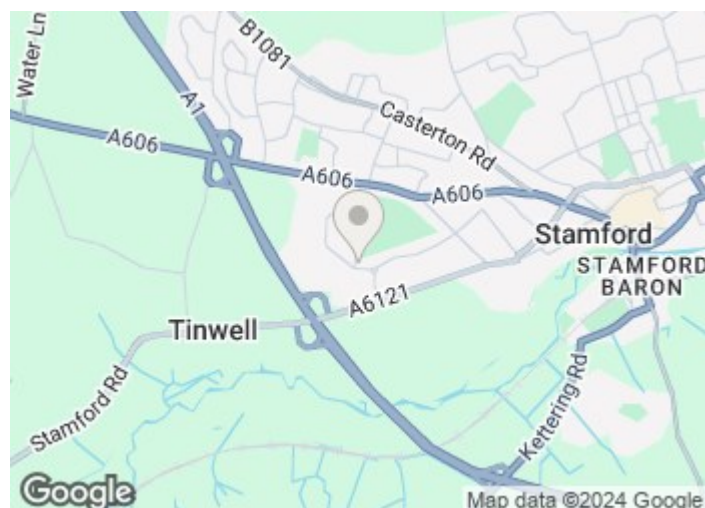 Water Ln
B1081
A1
Casterton Rd
A606
A606
A606
Stamford
STAMFORD
BARON
A6121
Tinwell
Stamford Rd
Kettering Rd
Google
Map data ©2024 Google